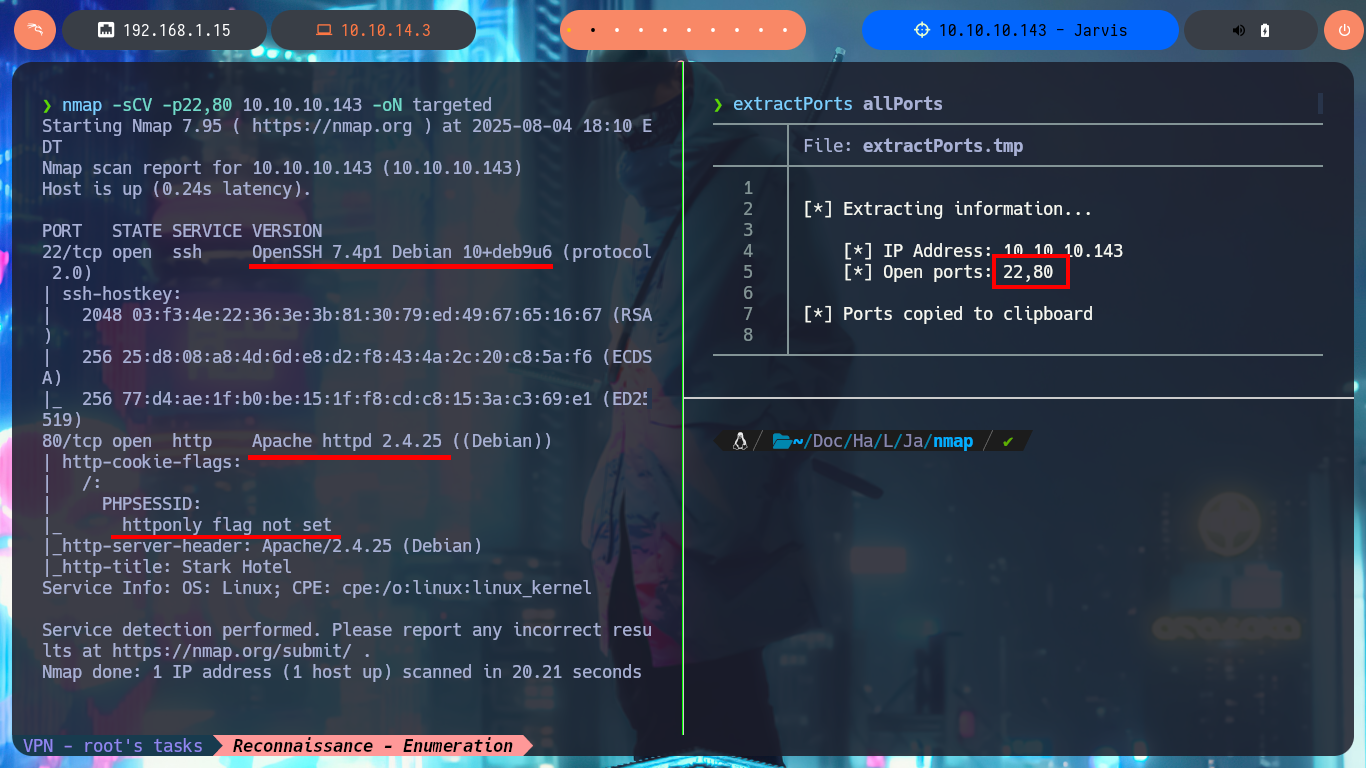 192.168.1.15
10.10.14.3
10.10.10.143 - Jarvis
❯ nmap -sCV -p22,80 10.10.10.143 -oN targeted
Starting Nmap 7.95 ( https://nmap.org ) at 2025-08-04 18:10 E
DT
Nmap scan report for 10.10.10.143 (10.10.10.143)
Host is up (0.24s latency).
PORT   STATE SERVICE VERSION
22/tcp open  ssh     OpenSSH 7.4p1 Debian 10+deb9u6 (protocol
 2.0)
| ssh-hostkey:
|   2048 03:f3:4e:22:36:3e:3b:81:30:79:ed:49:67:65:16:67 (RSA
)
|   256 25:d8:08:a8:4d:6d:e8:d2:f8:43:4a:2c:20:c8:5a:f6 (ECDS
A)
|_  256 77:d4:ae:1f:b0:be:15:1f:f8:cd:c8:15:3a:c3:69:e1 (ED25
519)
80/tcp open  http    Apache httpd 2.4.25 ((Debian))
| http-cookie-flags:
|   /:
|     PHPSESSID:
|_      httponly flag not set
|_http-server-header: Apache/2.4.25 (Debian)
|_http-title: Stark Hotel
Service Info: OS: Linux; CPE: cpe:/o:linux:linux_kernel
Service detection performed. Please report any incorrect resu
lts at https://nmap.org/submit/ .
Nmap done: 1 IP address (1 host up) scanned in 20.21 seconds
❯ extractPorts allPorts
File: extractPorts.tmp
1
2 [*] Extracting information...
3
4 [*] IP Address: 10.10.10.143
5 [*] Open ports: 22,80
6
7 [*] Ports copied to clipboard
8
~/Doc/Ha/L/Ja/nmap ✔
VPN - root's tasks
Reconnaissance - Enumeration